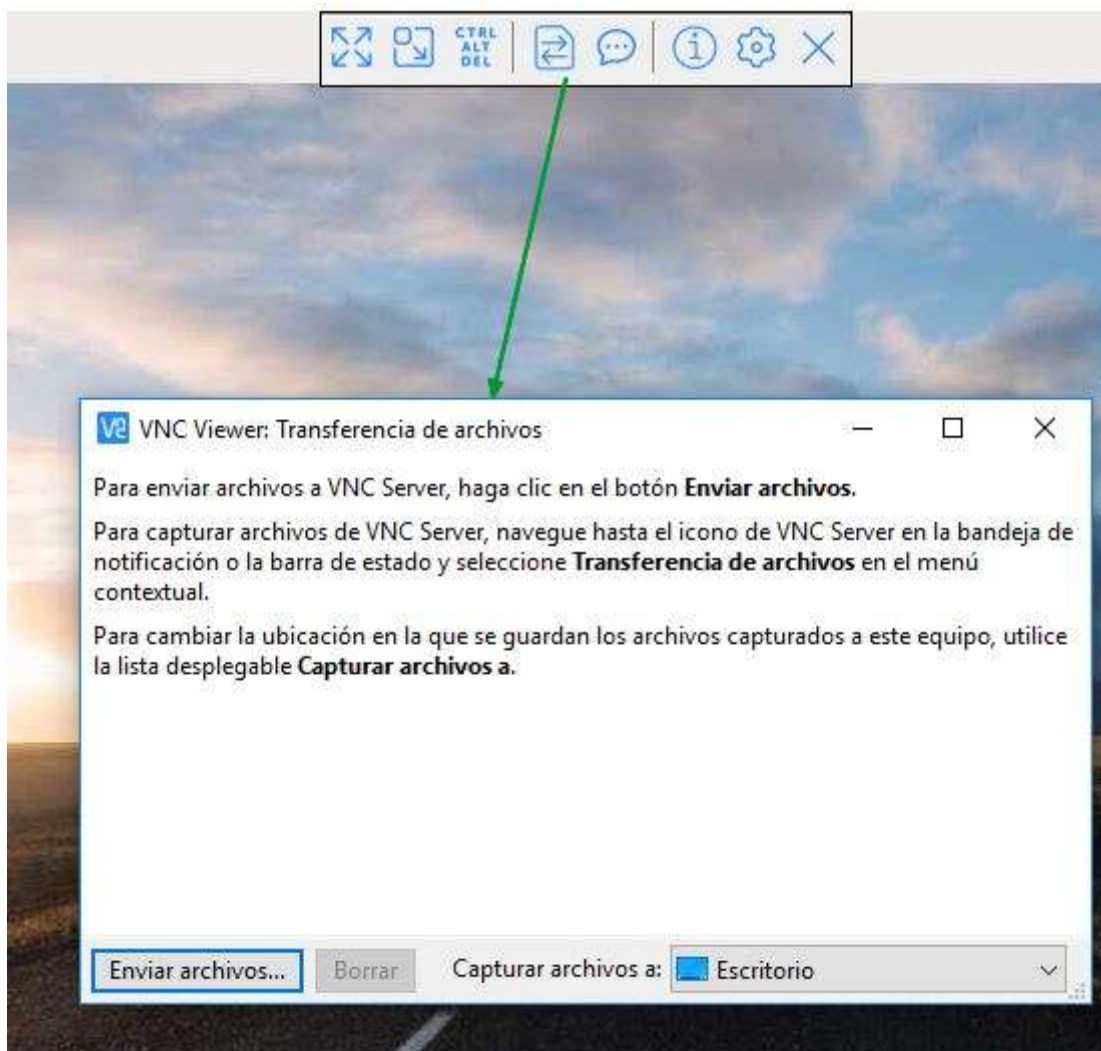 CTRL
ALT
DEL
VNC Viewer: Transferencia de archivos
Para enviar archivos a VNC Server, haga clic en el botón Enviar archivos.
Para capturar archivos de VNC Server, navegue hasta el icono de VNC Server en la bandeja de
notificación o la barra de estado y seleccione Transferencia de archivos en el menú
contextual.
Para cambiar la ubicación en la que se guardan los archivos capturados a este equipo, utilice
la lista desplegable Capturar archivos a.
Enviar archivos... Borrar Capturar archivos a: Escritorio